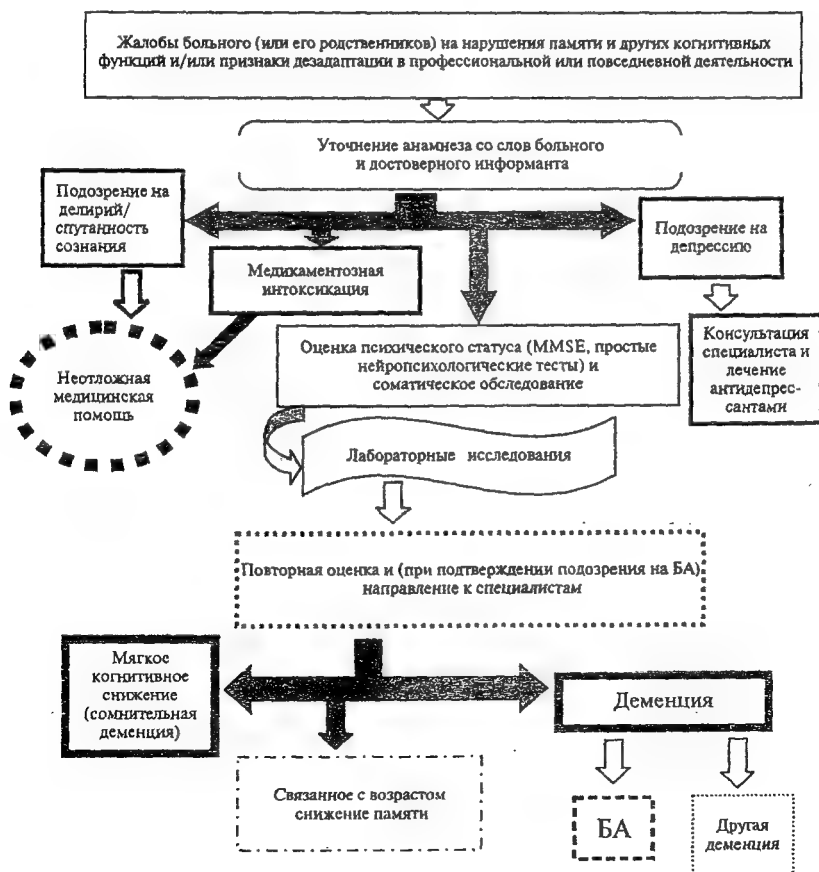 Жалобы больного (или его родственников) на нарушения памяти и других когнитивных
функций и/или признаки дезадаптации в профессиональной или повседневной деятельности
Уточнение анамнеза со слов больного
и достоверного информанта
Подозрение на
делирий/
спутанность
сознания
Медикаментозная
интоксикация
Подозрение на
депрессию
Неотложная
медицинская
помощь
Оценка психического статуса (MMSE, простые
нейропсихологические тесты) и
соматическое обследование
Консультация
специалиста и
лечение
антидепрес-
сантами
Лабораторные исследования
Повторная оценка и (при подтверждении подозрения на БА)
направление к специалистам
Мягкое
когнитивное
снижение
(сомнительная
деменция)
Деменция
Связанное с возрастом
снижение памяти
БА
Другая
деменция